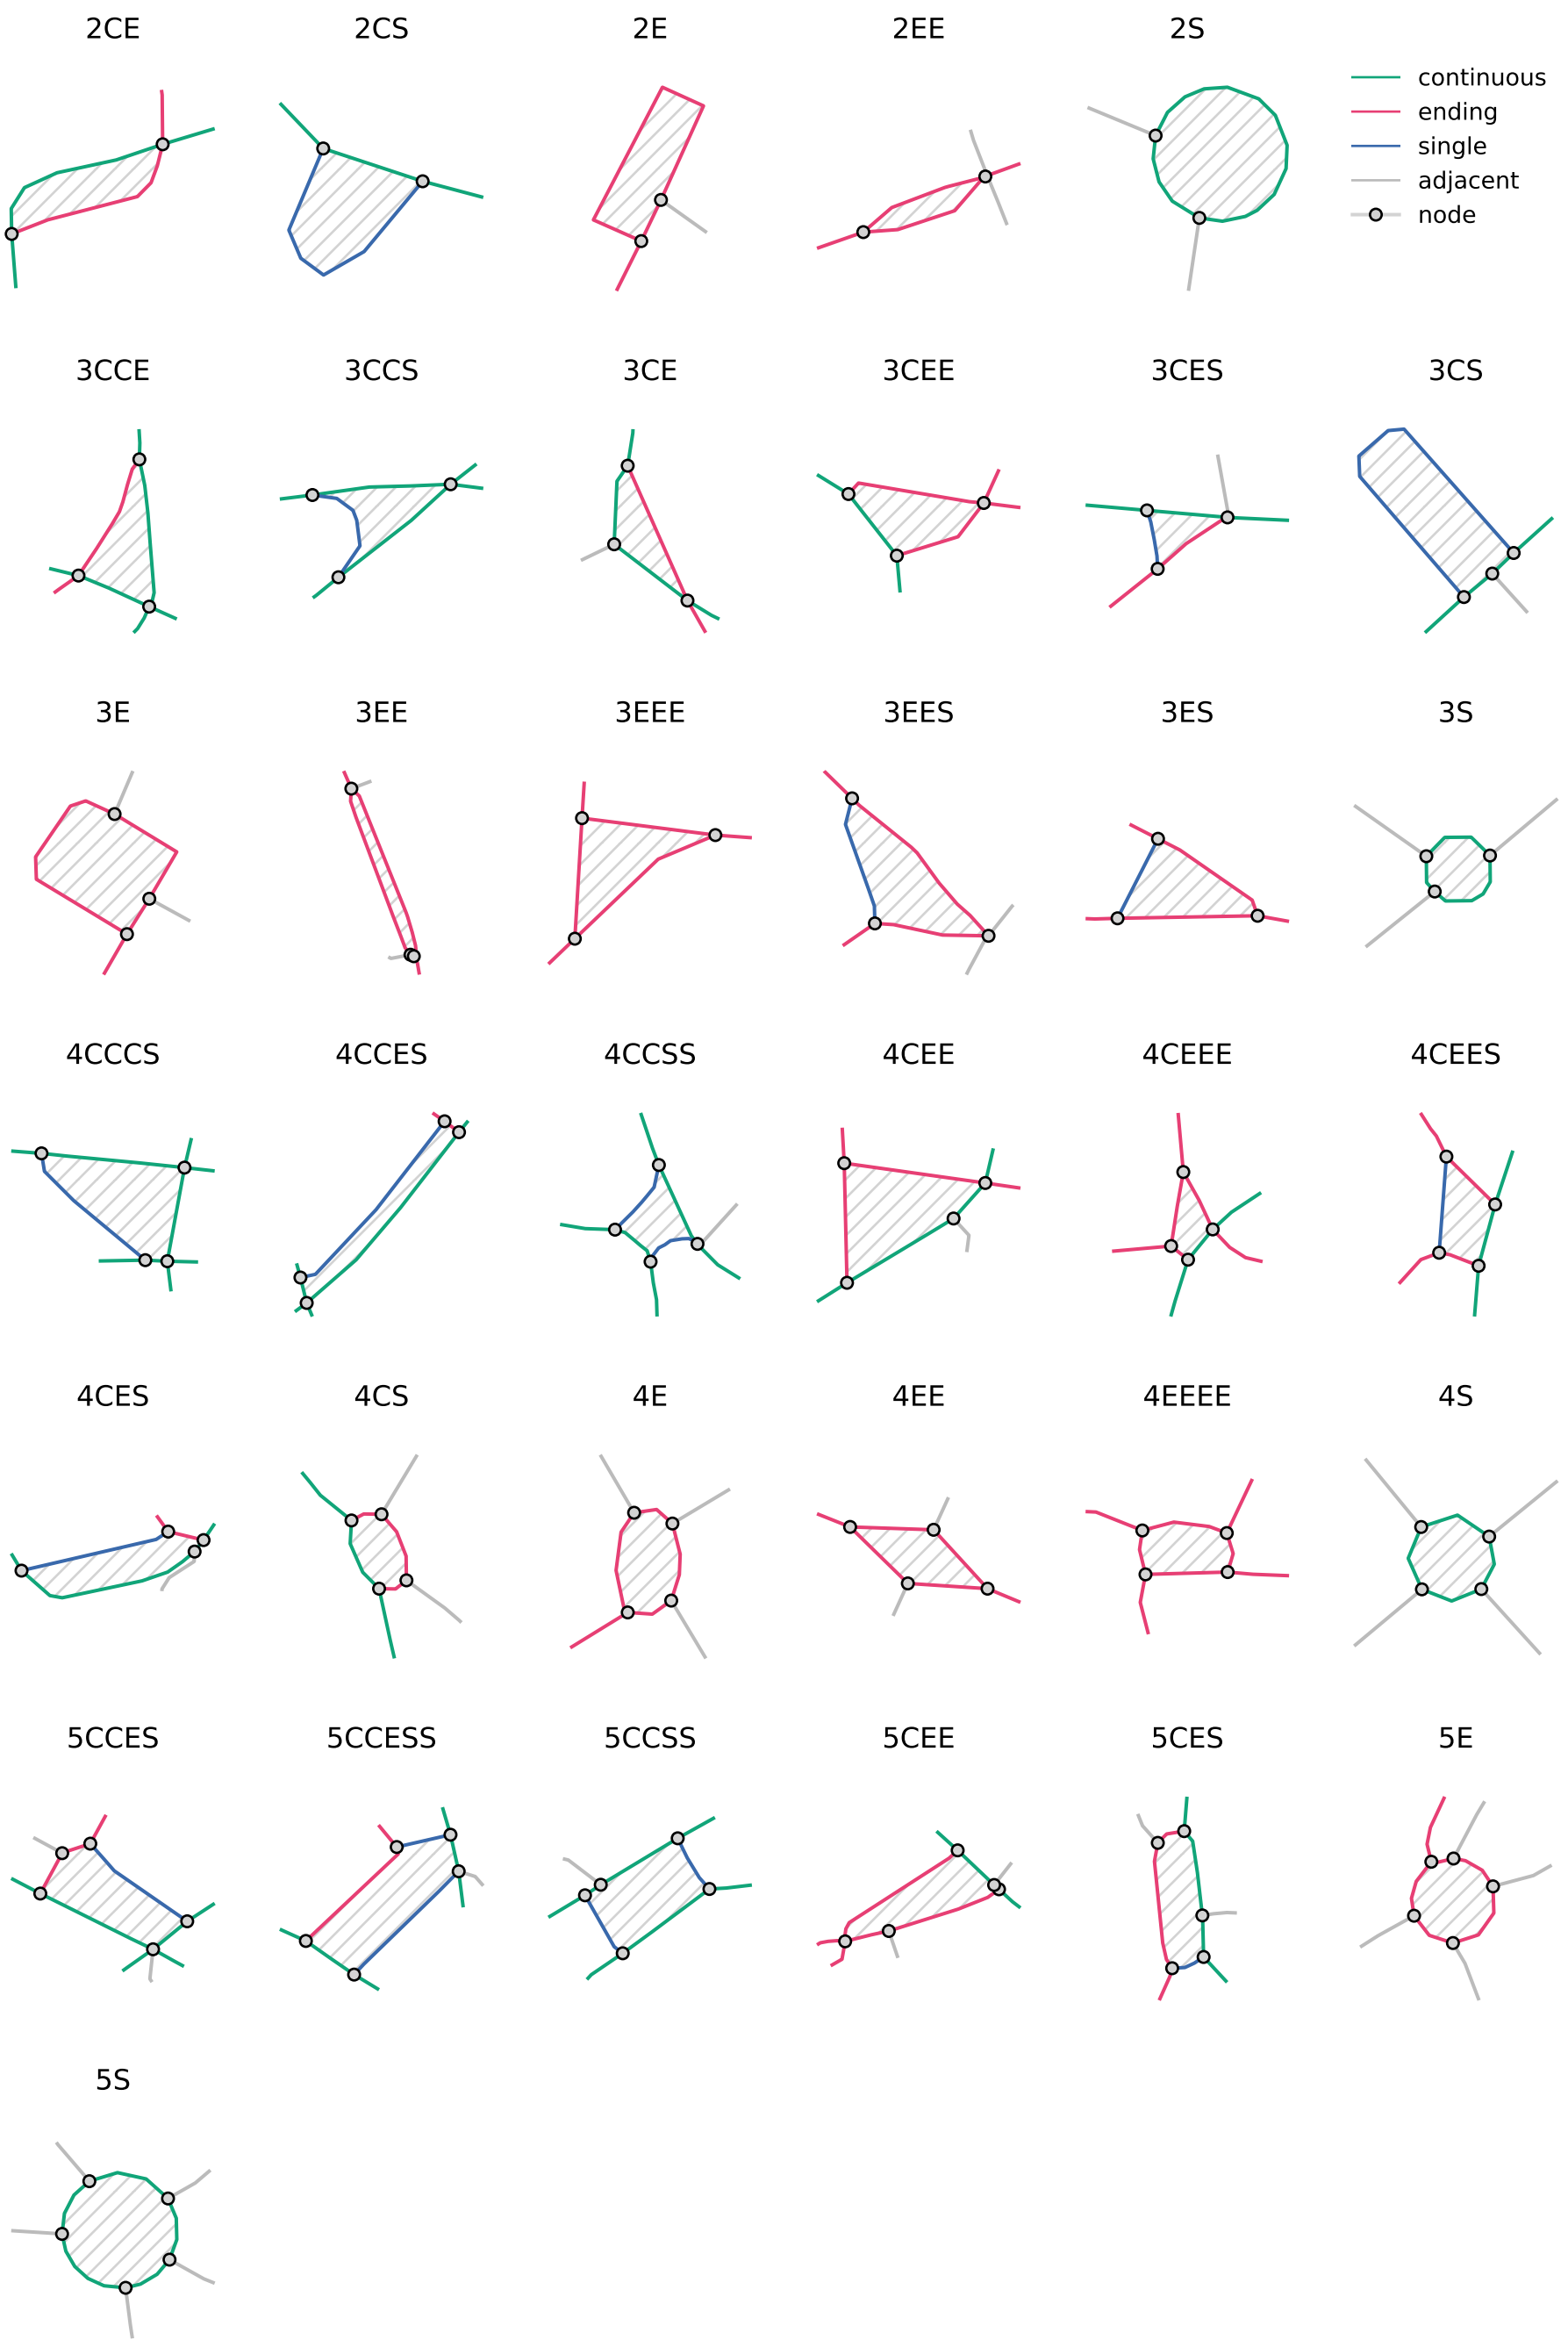 2CE 2CS 2E 2EE 2S
continuous
ending
single
adjacent
node
3CCE 3CCS 3CE 3CEE 3CES 3CS
3E 3EE 3EEE 3EES 3ES 3S
4CCCS 4CCES 4CCSS 4CEE 4CEEE 4CEES
4CES 4CS 4E 4EE 4EEEE 4S
5CCES 5CCESS 5CCSS 5CEE 5CES 5E
5S